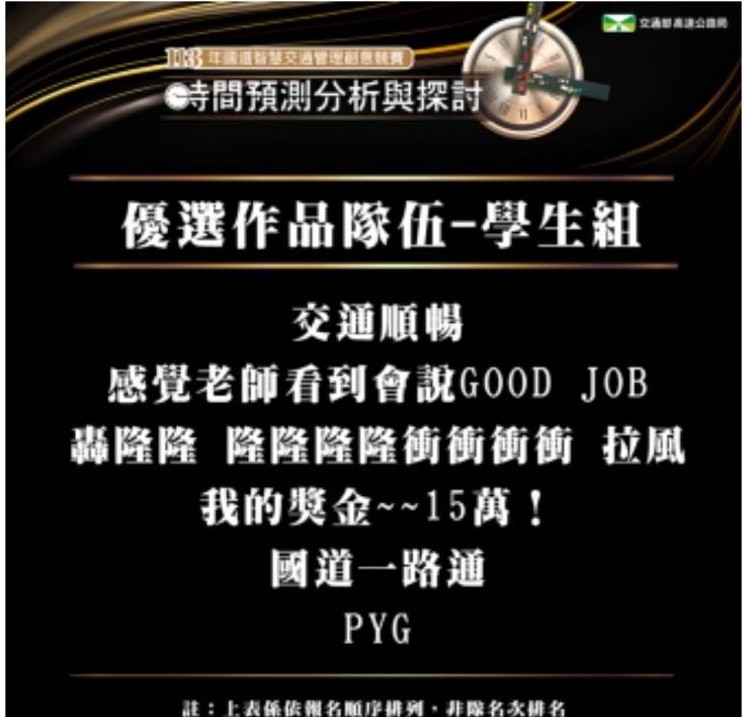 交通部高速公路局
113 年國道智慧交通管理創意競賽
時間預測分析與探討
優選作品隊伍-學生組
交通順暢
感覺老師看到會說GOOD JOB
轟隆隆 隆隆隆隆衝衝衝衝 拉風
我的獎金~~15萬！
國道一路通
PYG
註：上表係依報名順序排列，非隊名次排名